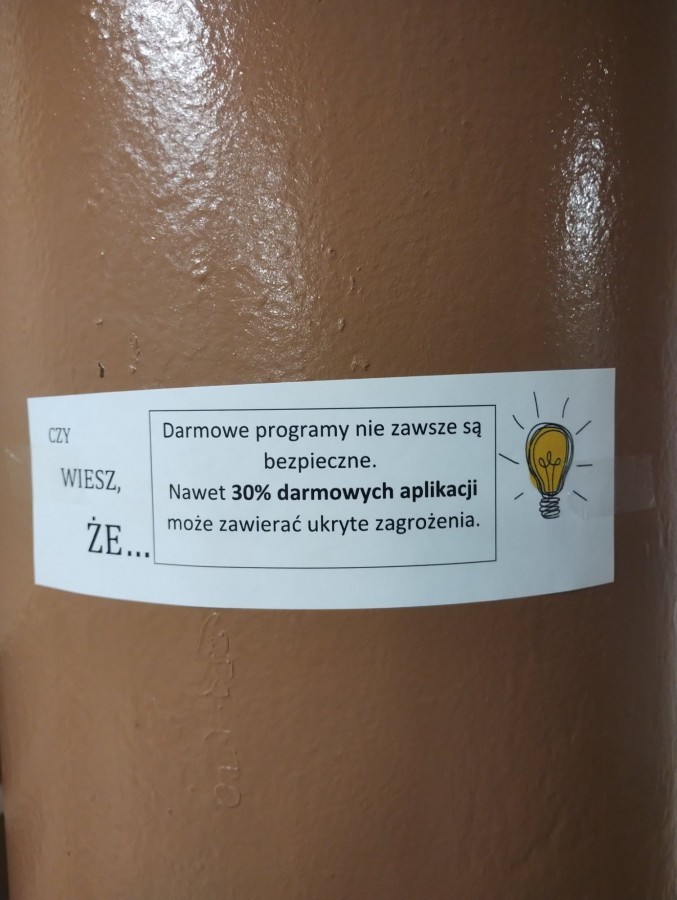 CZY
WIESZ,
ŻE...
Darmowe programy nie zawsze są
bezpieczne.
Nawet 30% darmowych aplikacji
może zawierać ukryte zagrożenia.